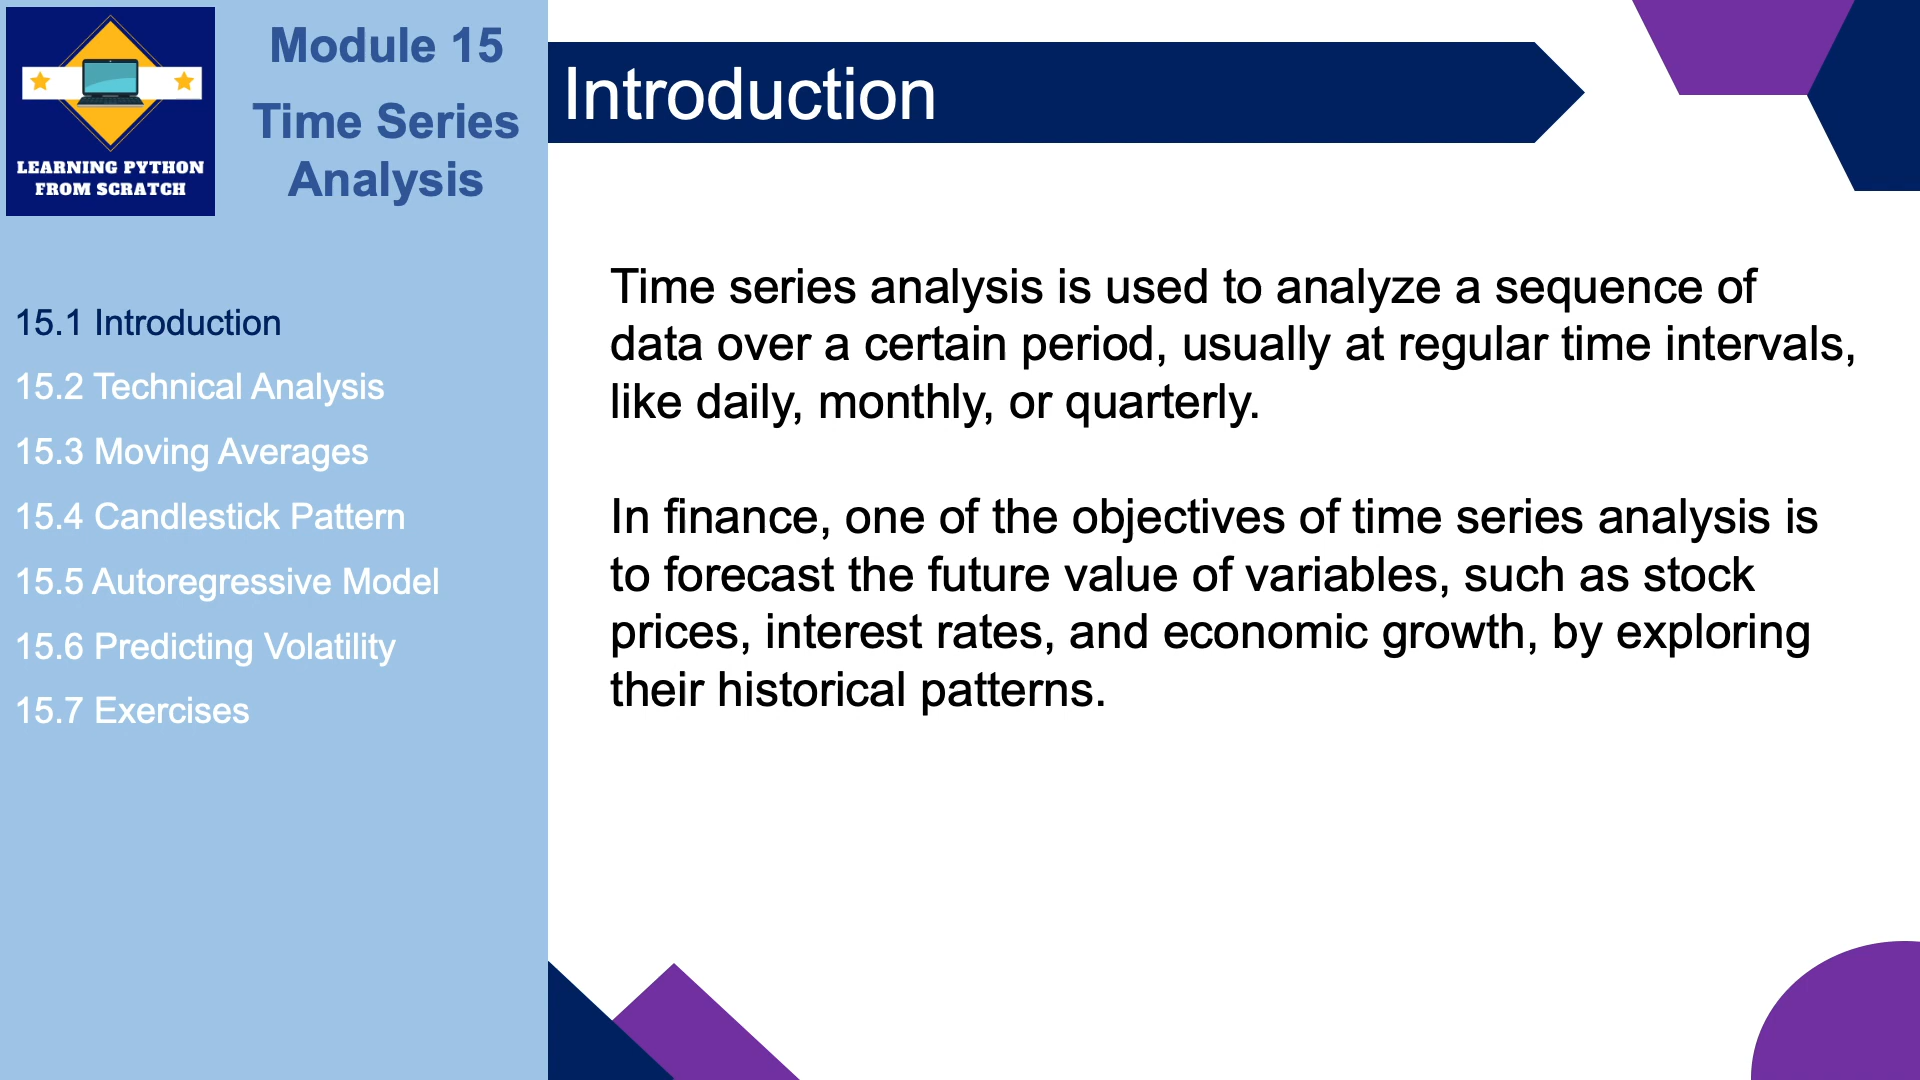 LEARNING PYTHON
FROM SCRATCH
Module 15
Time Series
Analysis
15.1 Introduction
15.2 Technical Analysis
15.3 Moving Averages
15.4 Candlestick Pattern
15.5 Autoregressive Model
15.6 Predicting Volatility
15.7 Exercises
Introduction
Time series analysis is used to analyze a sequence of
data over a certain period, usually at regular time intervals,
like daily, monthly, or quarterly.
In finance, one of the objectives of time series analysis is
to forecast the future value of variables, such as stock
prices, interest rates, and economic growth, by exploring
their historical patterns.